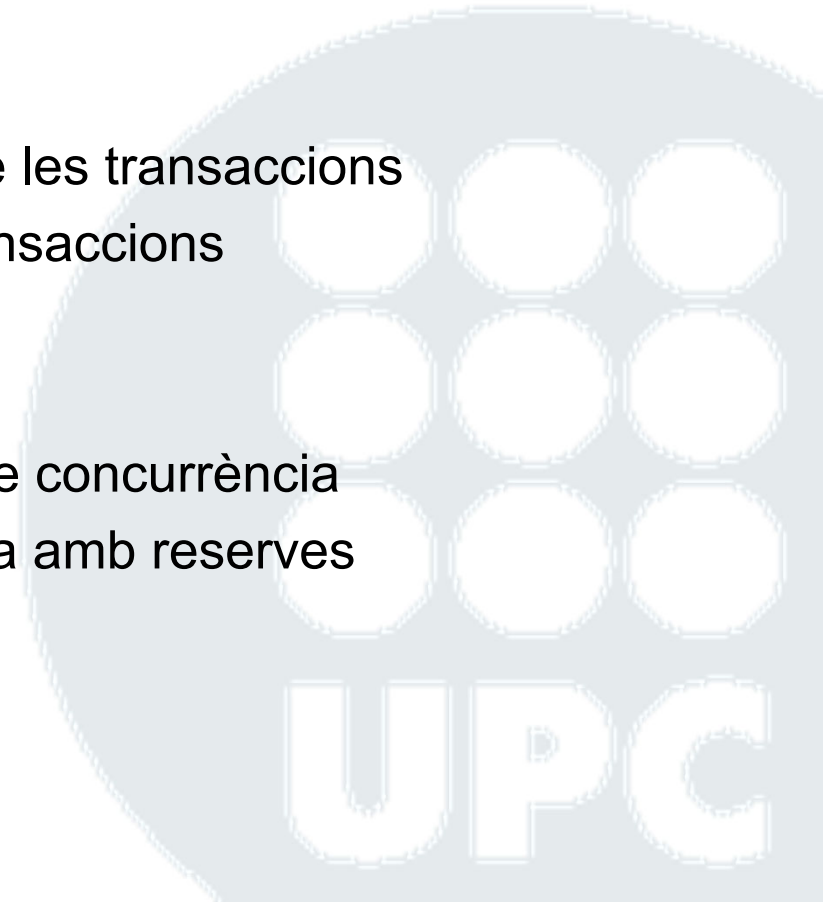 e les transaccions
nsaccions
e concurrència
a amb reserves
UPC